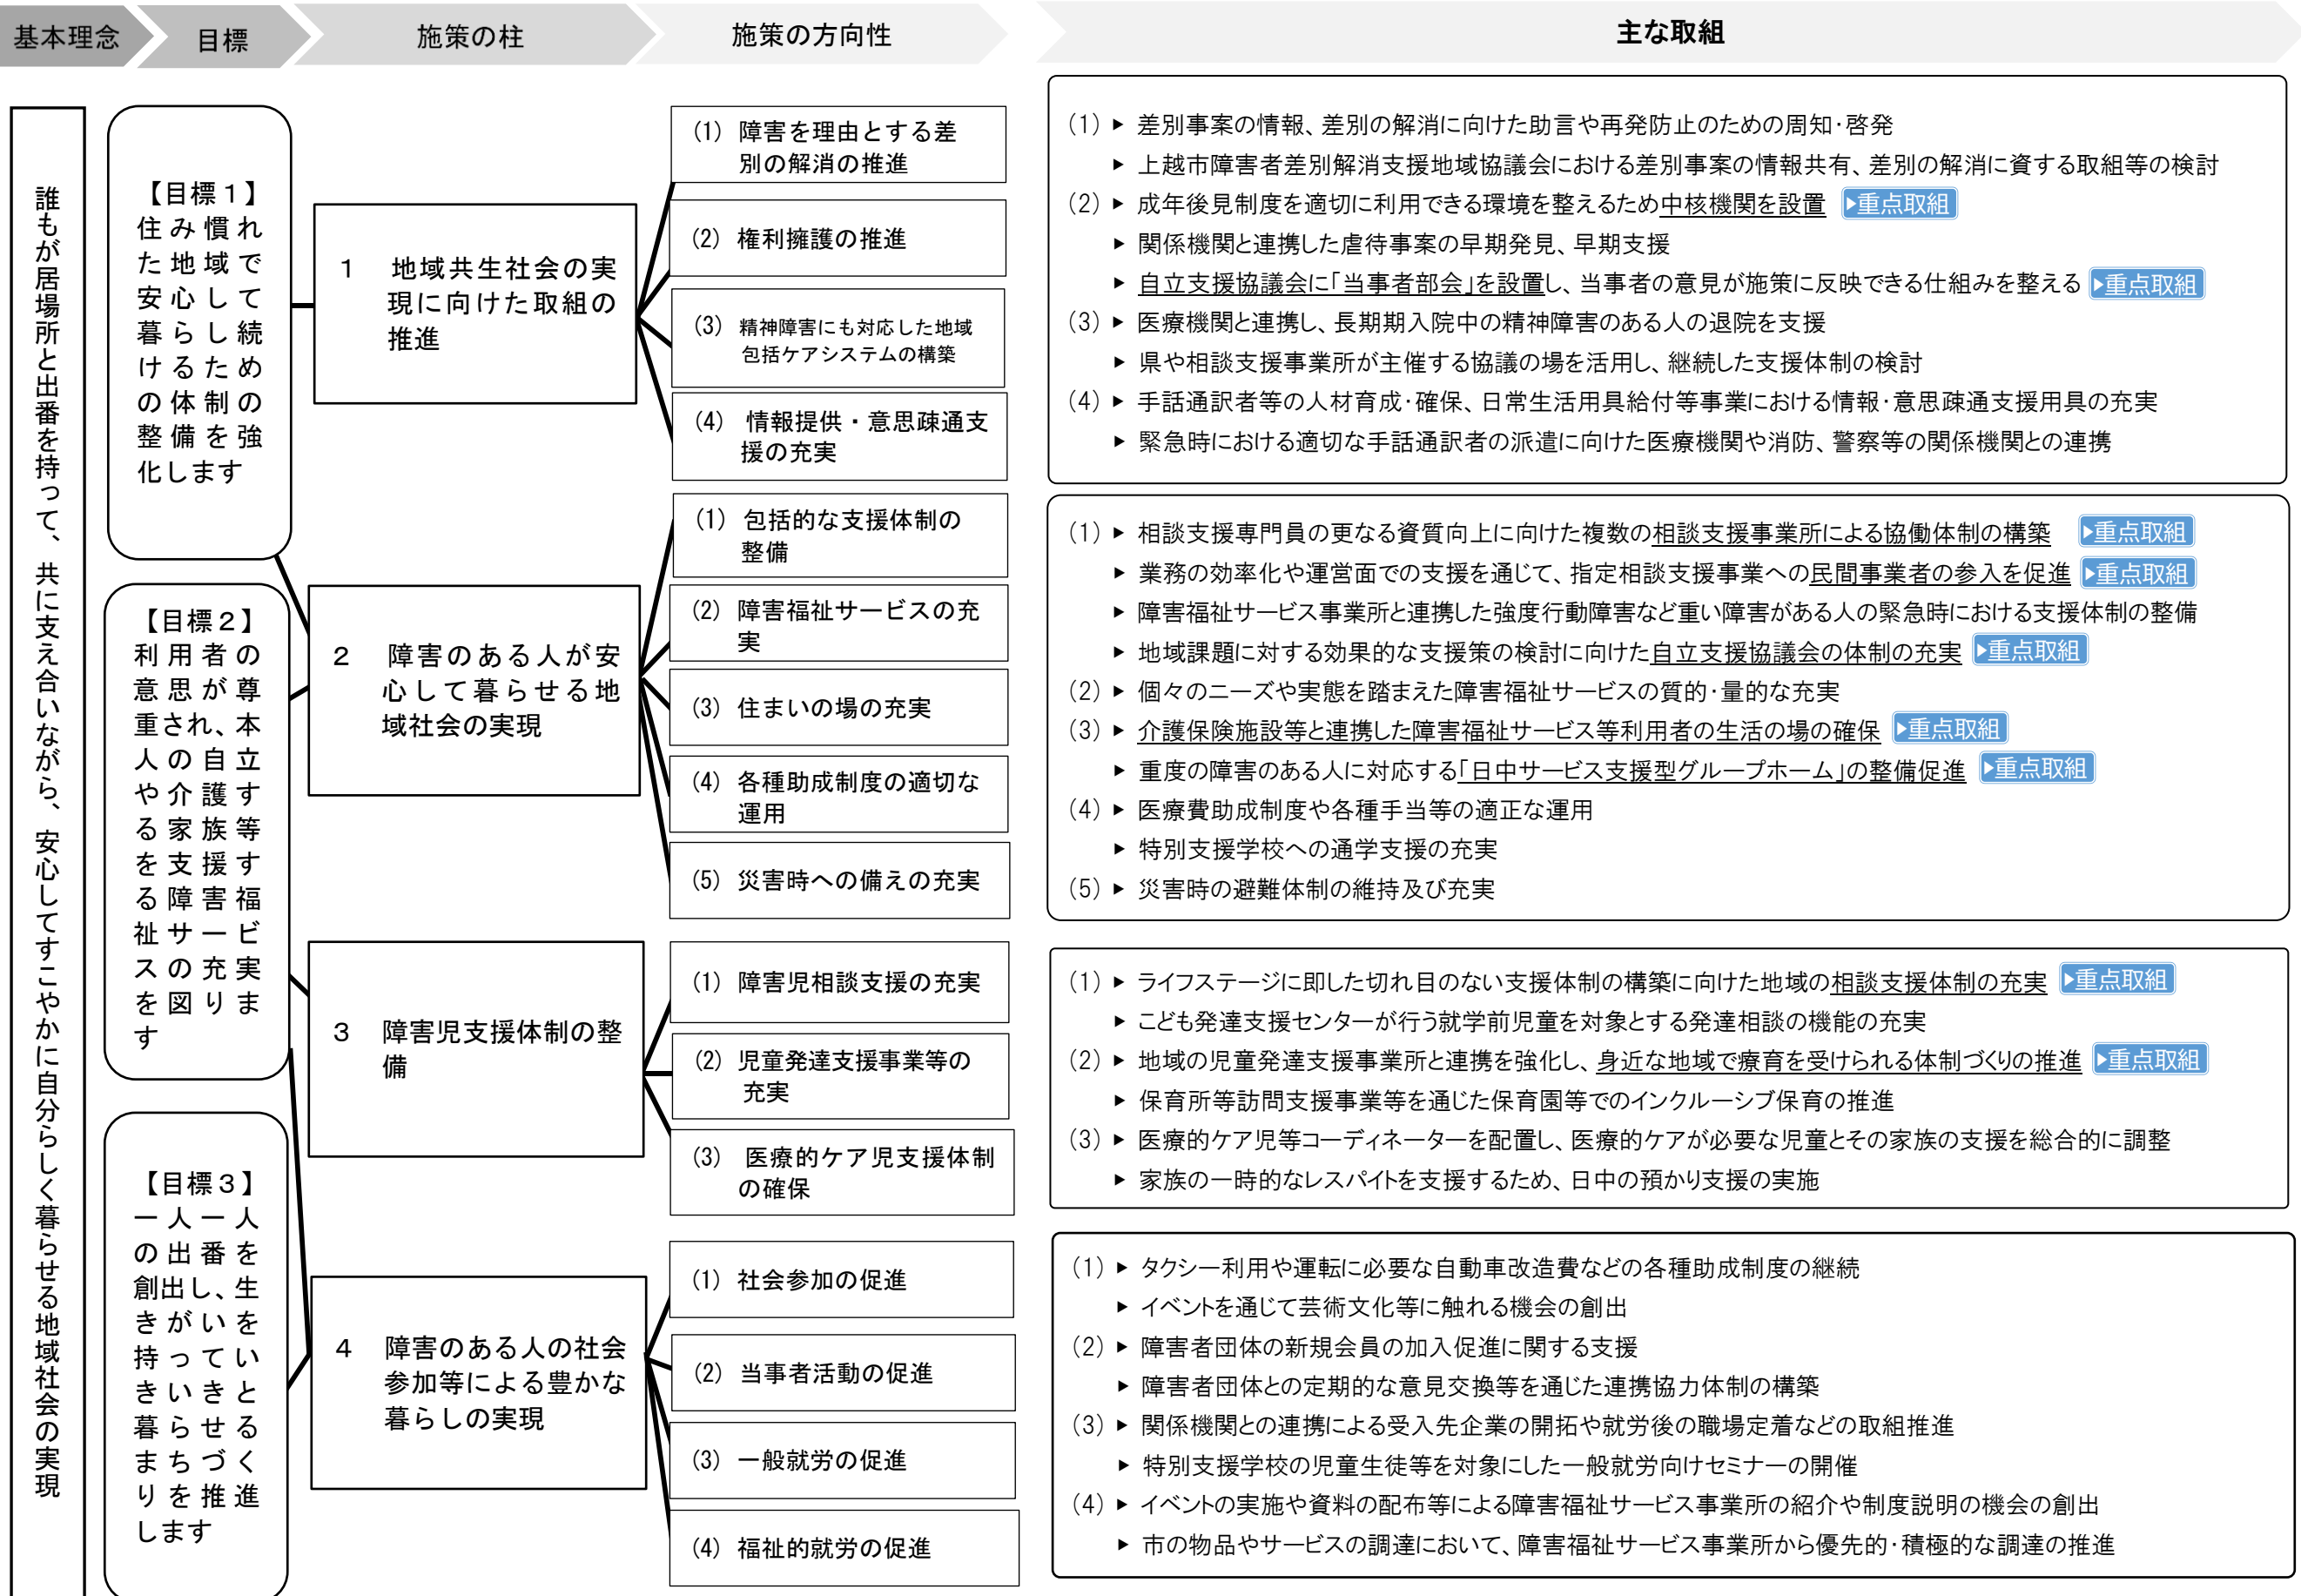 基本理念
目標
施策の柱
施策の方向性
主な取組
誰もが居場所と出番を持って、共に支え合いながら、安心してすこやかに自分らしく暮らせる地域社会の実現
【目標１】
住み慣れ
た地域で
安心して
暮らし続
けるため
の体制の
整備を強
化します
【目標２】
利用者の
意思が尊
重され、本
人の自立
や介護す
る家族等
を支援す
る障害福
祉サービ
スの充実
を図りま
す
【目標３】
一人一人
の出番を
創出し、生
きがいを
持ってい
きいきと
暮らせる
まちづく
りを推進
します
１ 地域共生社会の実
現に向けた取組の
推進
２ 障害のある人が安
心して暮らせる地
域社会の実現
３ 障害児支援体制の整
備
４ 障害のある人の社会
参加等による豊かな
暮らしの実現
(1) 障害を理由とする差
別の解消の推進
(2) 権利擁護の推進
(3) 精神障害にも対応した地域
包括ケアシステムの構築
(4) 情報提供・意思疎通支
援の充実
(1) 包括的な支援体制の
整備
(2) 障害福祉サービスの充
実
(3) 住まいの場の充実
(4) 各種助成制度の適切な
運用
(5) 災害時への備えの充実
(1) 障害児相談支援の充実
(2) 児童発達支援事業等の
充実
(3) 医療的ケア児支援体制
の確保
(1) 社会参加の促進
(2) 当事者活動の促進
(3) 一般就労の促進
(4) 福祉的就労の促進
(1) ▶ 差別事案の情報、差別の解消に向けた助言や再発防止のための周知・啓発
▶ 上越市障害者差別解消支援地域協議会における差別事案の情報共有、差別の解消に資する取組等の検討
(2) ▶ 成年後見制度を適切に利用できる環境を整えるため中核機関を設置 ▶重点取組
▶ 関係機関と連携した虐待事案の早期発見、早期支援
▶ 自立支援協議会に「当事者部会」を設置し、当事者の意見が施策に反映できる仕組みを整える ▶重点取組
(3) ▶ 医療機関と連携し、長期期入院中の精神障害のある人の退院を支援
▶ 県や相談支援事業所が主催する協議の場を活用し、継続した支援体制の検討
(4) ▶ 手話通訳者等の人材育成・確保、日常生活用具給付等事業における情報・意思疎通支援用具の充実
▶ 緊急時における適切な手話通訳者の派遣に向けた医療機関や消防、警察等の関係機関との連携
(1) ▶ 相談支援専門員の更なる資質向上に向けた複数の相談支援事業所による協働体制の構築 ▶重点取組
▶ 業務の効率化や運営面での支援を通じて、指定相談支援事業への民間事業者の参入を促進 ▶重点取組
▶ 障害福祉サービス事業所と連携した強度行動障害など重い障害がある人の緊急時における支援体制の整備
▶ 地域課題に対する効果的な支援策の検討に向けた自立支援協議会の体制の充実 ▶重点取組
(2) ▶ 個々のニーズや実態を踏まえた障害福祉サービスの質的・量的な充実
(3) ▶ 介護保険施設等と連携した障害福祉サービス等利用者の生活の場の確保 ▶重点取組
▶ 重度の障害のある人に対応する「日中サービス支援型グループホーム」の整備促進 ▶重点取組
(4) ▶ 医療費助成制度や各種手当等の適正な運用
▶ 特別支援学校への通学支援の充実
(5) ▶ 災害時の避難体制の維持及び充実
(1) ▶ ライフステージに即した切れ目のない支援体制の構築に向けた地域の相談支援体制の充実 ▶重点取組
▶ こども発達支援センターが行う就学前児童を対象とする発達相談の機能の充実
(2) ▶ 地域の児童発達支援事業所と連携を強化し、身近な地域で療育を受けられる体制づくりの推進 ▶重点取組
▶ 保育所等訪問支援事業等を通じた保育園等でのインクルーシブ保育の推進
(3) ▶ 医療的ケア児等コーディネーターを配置し、医療的ケアが必要な児童とその家族の支援を総合的に調整
▶ 家族の一時的なレスパイトを支援するため、日中の預かり支援の実施
(1) ▶ タクシー利用や運転に必要な自動車改造費などの各種助成制度の継続
▶ イベントを通じて芸術文化等に触れる機会の創出
(2) ▶ 障害者団体の新規会員の加入促進に関する支援
▶ 障害者団体との定期的な意見交換等を通じた連携協力体制の構築
(3) ▶ 関係機関との連携による受入先企業の開拓や就労後の職場定着などの取組推進
▶ 特別支援学校の児童生徒等を対象にした一般就労向けセミナーの開催
(4) ▶ イベントの実施や資料の配布等による障害福祉サービス事業所の紹介や制度説明の機会の創出
▶ 市の物品やサービスの調達において、障害福祉サービス事業所から優先的・積極的な調達の推進